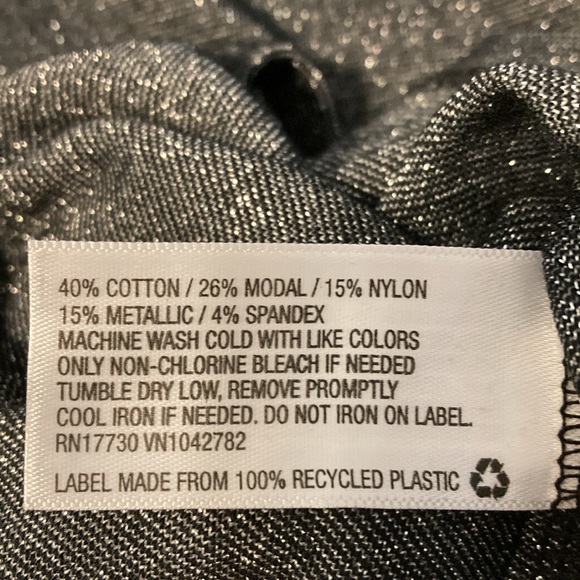 40% COTTON / 26% MODAL / 15% NYLON
15% METALLIC / 4% SPANDEX
MACHINE WASH COLD WITH LIKE COLORS
ONLY NON-CHLORINE BLEACH IF NEEDED
TUMBLE DRY LOW, REMOVE PROMPTLY
COOL IRON IF NEEDED. DO NOT IRON ON LABEL.
RN17730 VN1042782
LABEL MADE FROM 100% RECYCLED PLASTIC